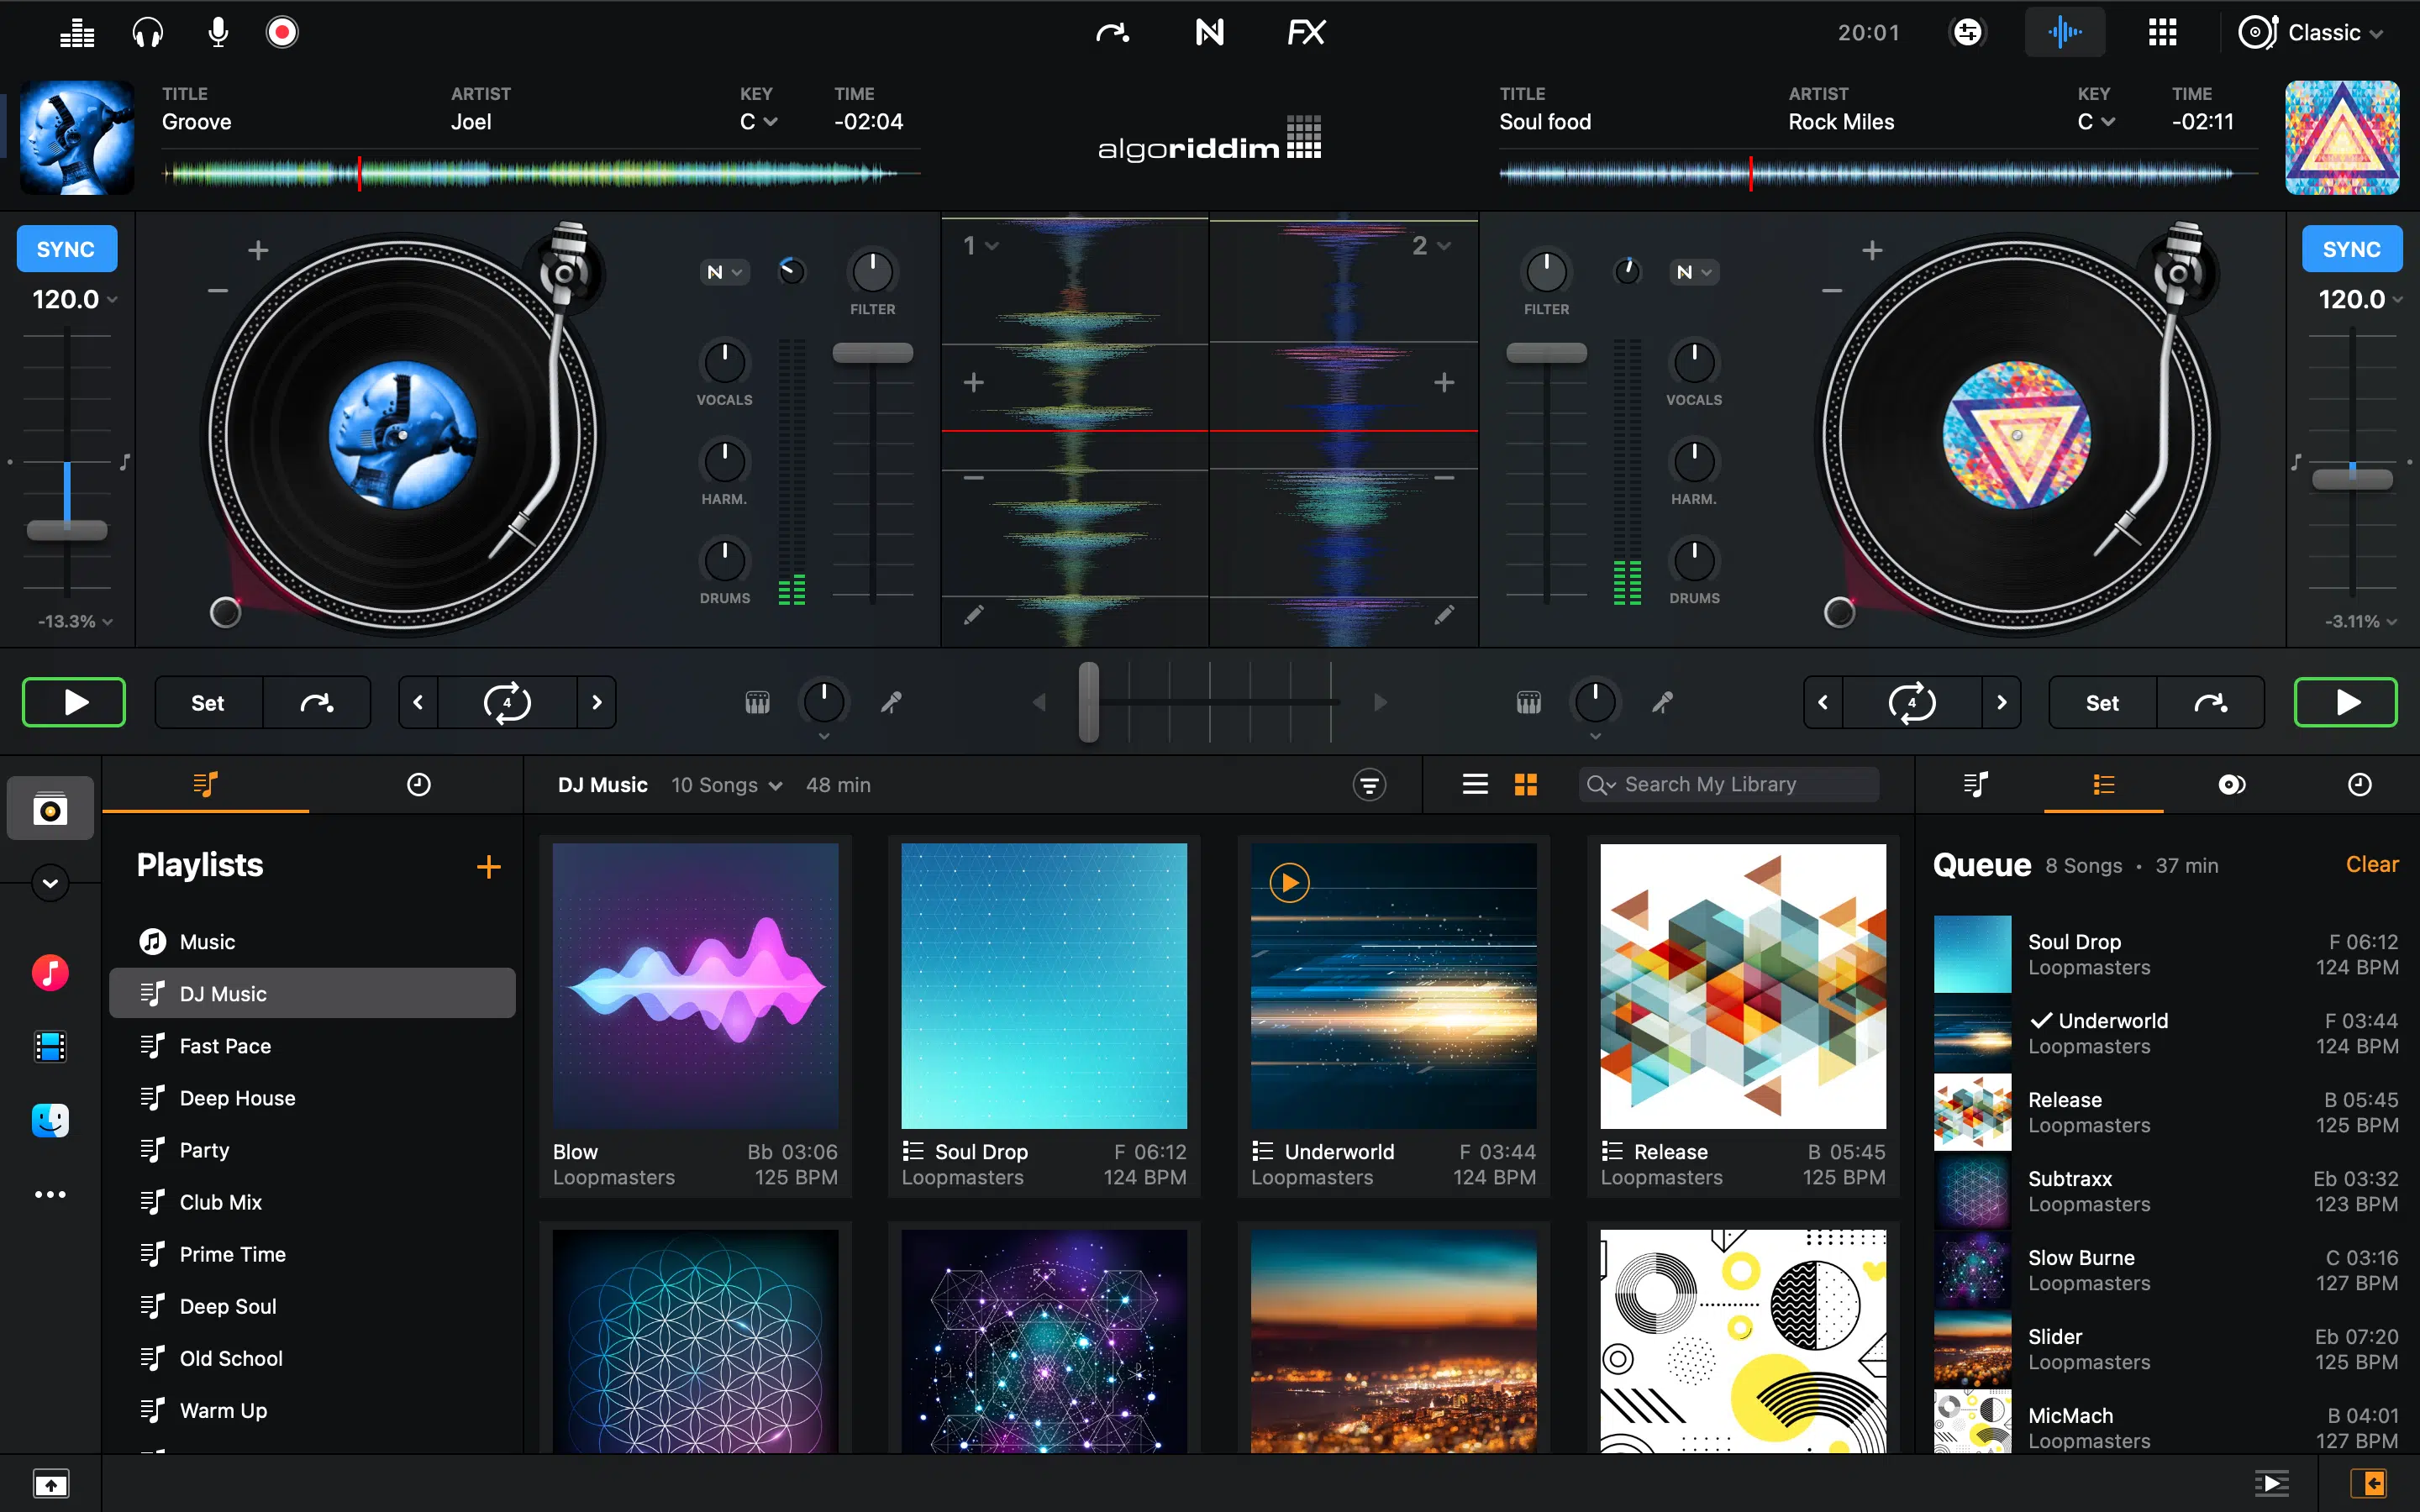 FX
20:01
Classic
TITLE
Groove
ARTIST
Joel
KEY
C
TIME
-02:04
algoriddim
TITLE
Soul food
ARTIST
Rock Miles
KEY
C
TIME
-02:11
SYNC
120.0
-13.3%
N
FILTER
VOCALS
HARM.
DRUMS
1
2
FILTER
N
VOCALS
HARM.
DRUMS
SYNC
120.0
-3.11%
Set
4
4
Set
DJ Music 10 Songs 48 min
Search My Library
Playlists
Music
DJ Music
Fast Pace
Deep House
Party
Club Mix
Prime Time
Deep Soul
Old School
Warm Up
Blow Bb 03:06
Loopmasters 125 BPM
Soul Drop F 06:12
Loopmasters 124 BPM
Underworld F 03:44
Loopmasters 124 BPM
Release B 05:45
Loopmasters 125 BPM
Queue 8 Songs • 37 min Clear
Soul Drop F 06:12
Loopmasters 124 BPM
Underworld F 03:44
Loopmasters 124 BPM
Release B 05:45
Loopmasters 125 BPM
Subtraxx Eb 03:32
Loopmasters 123 BPM
Slow Burne C 03:16
Loopmasters 127 BPM
Slider Eb 07:20
Loopmasters 125 BPM
MicMach B 04:01
Loopmasters 127 BPM